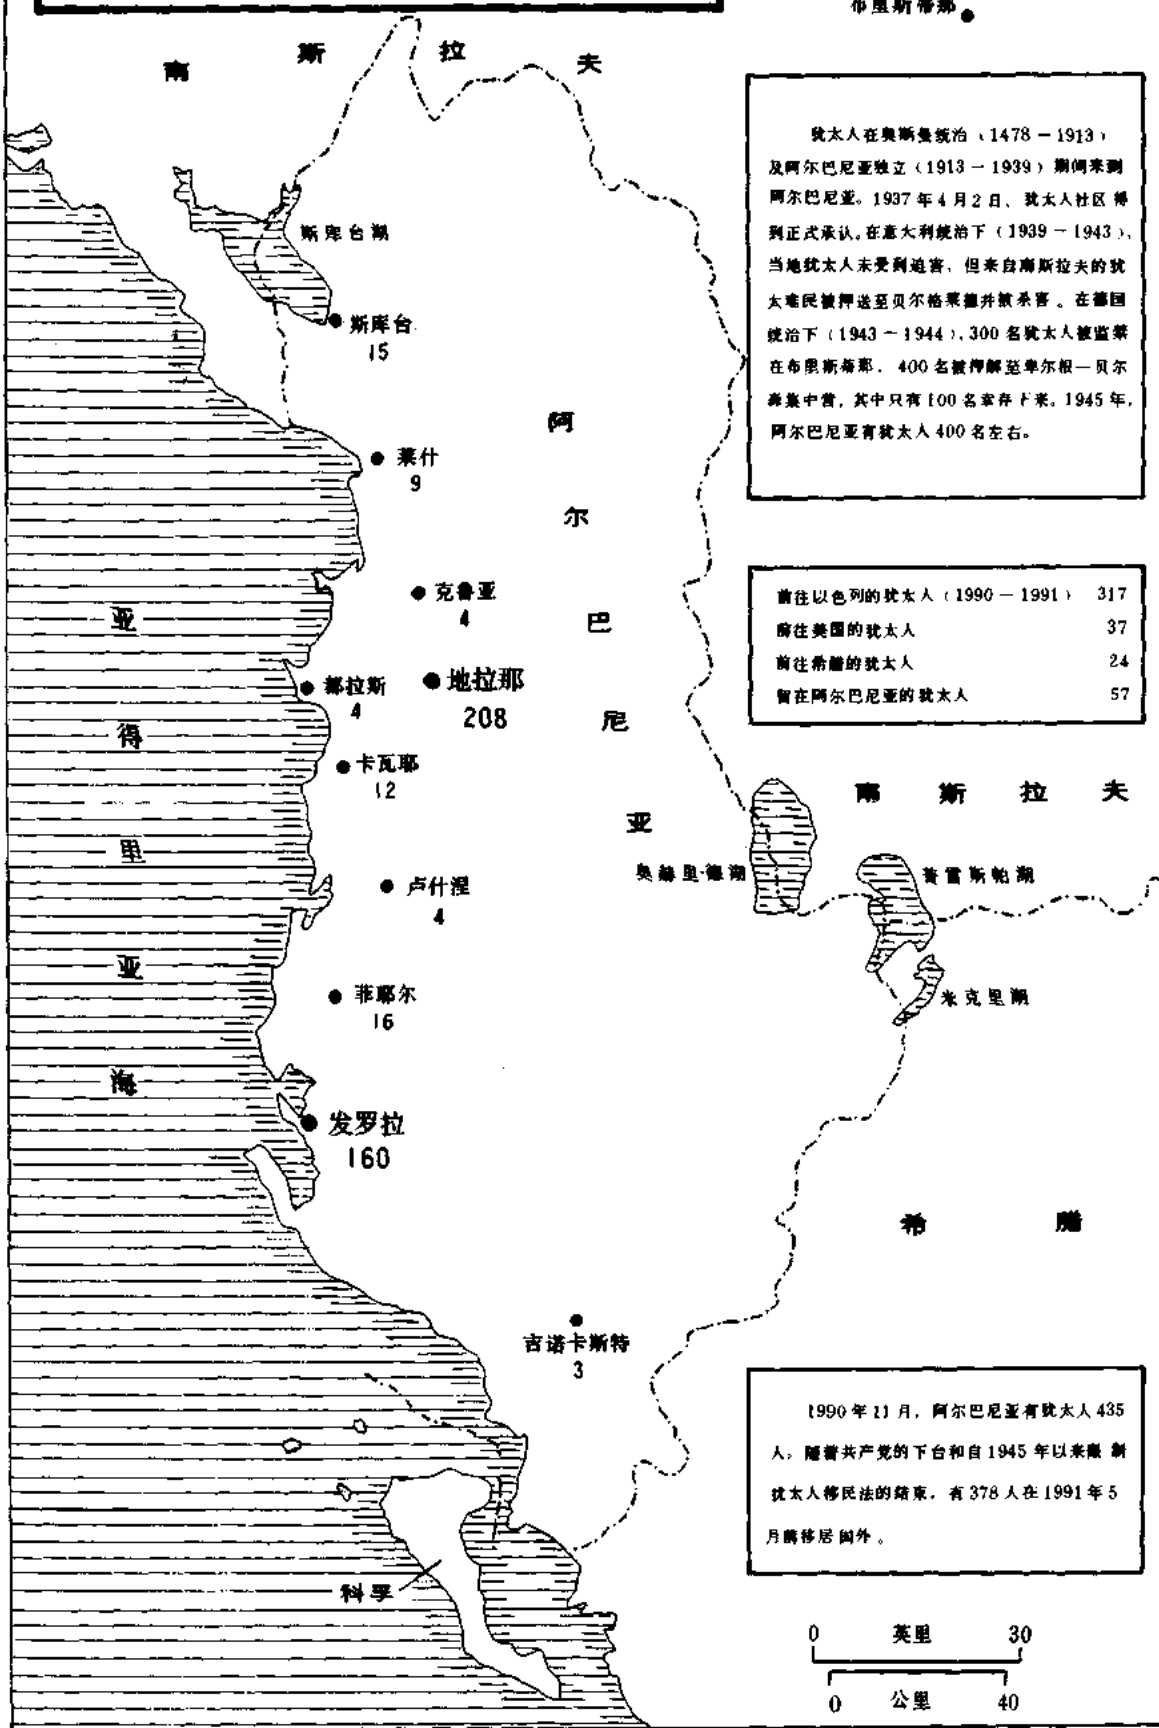 布里斯蒂那
南 斯 拉 夫
犹太人在奥斯曼统治（1478－1913）
及阿尔巴尼亚独立（1913－1939）期间来到
阿尔巴尼亚。1937年4月2日，犹太人社区得
到正式承认。在意大利统治下（1939－1943），
当地犹太人未受到迫害，但来自南斯拉夫的犹
太难民被押送至贝尔格莱德并被杀害。在德国
统治下（1943－1944），300名犹太人被监禁
在布里斯蒂那，400名被押解至卑尔根—贝尔
森集中营，其中只有100名幸存下来。1945年，
阿尔巴尼亚有犹太人400名左右。
斯库台湖
斯库台
15
莱什
9
克鲁亚
4
都拉斯
4
地拉那
208
卡瓦耶
12
卢什涅
4
菲耶尔
16
发罗拉
160
吉诺卡斯特
3
阿尔巴尼亚
亚得里亚海
前往以色列的犹太人（1990－1991） 317
前往美国的犹太人 37
前往希腊的犹太人 24
留在阿尔巴尼亚的犹太人 57
南 斯 拉 夫
奥赫里德湖
普雷斯帕湖
米克里湖
希 腊
科孚
1990年11月，阿尔巴尼亚有犹太人435
人，随着共产党的下台和自1945年以来限制
犹太人移民法的结束，有378人在1991年5
月前移居国外。
0 英里 30
0 公里 40